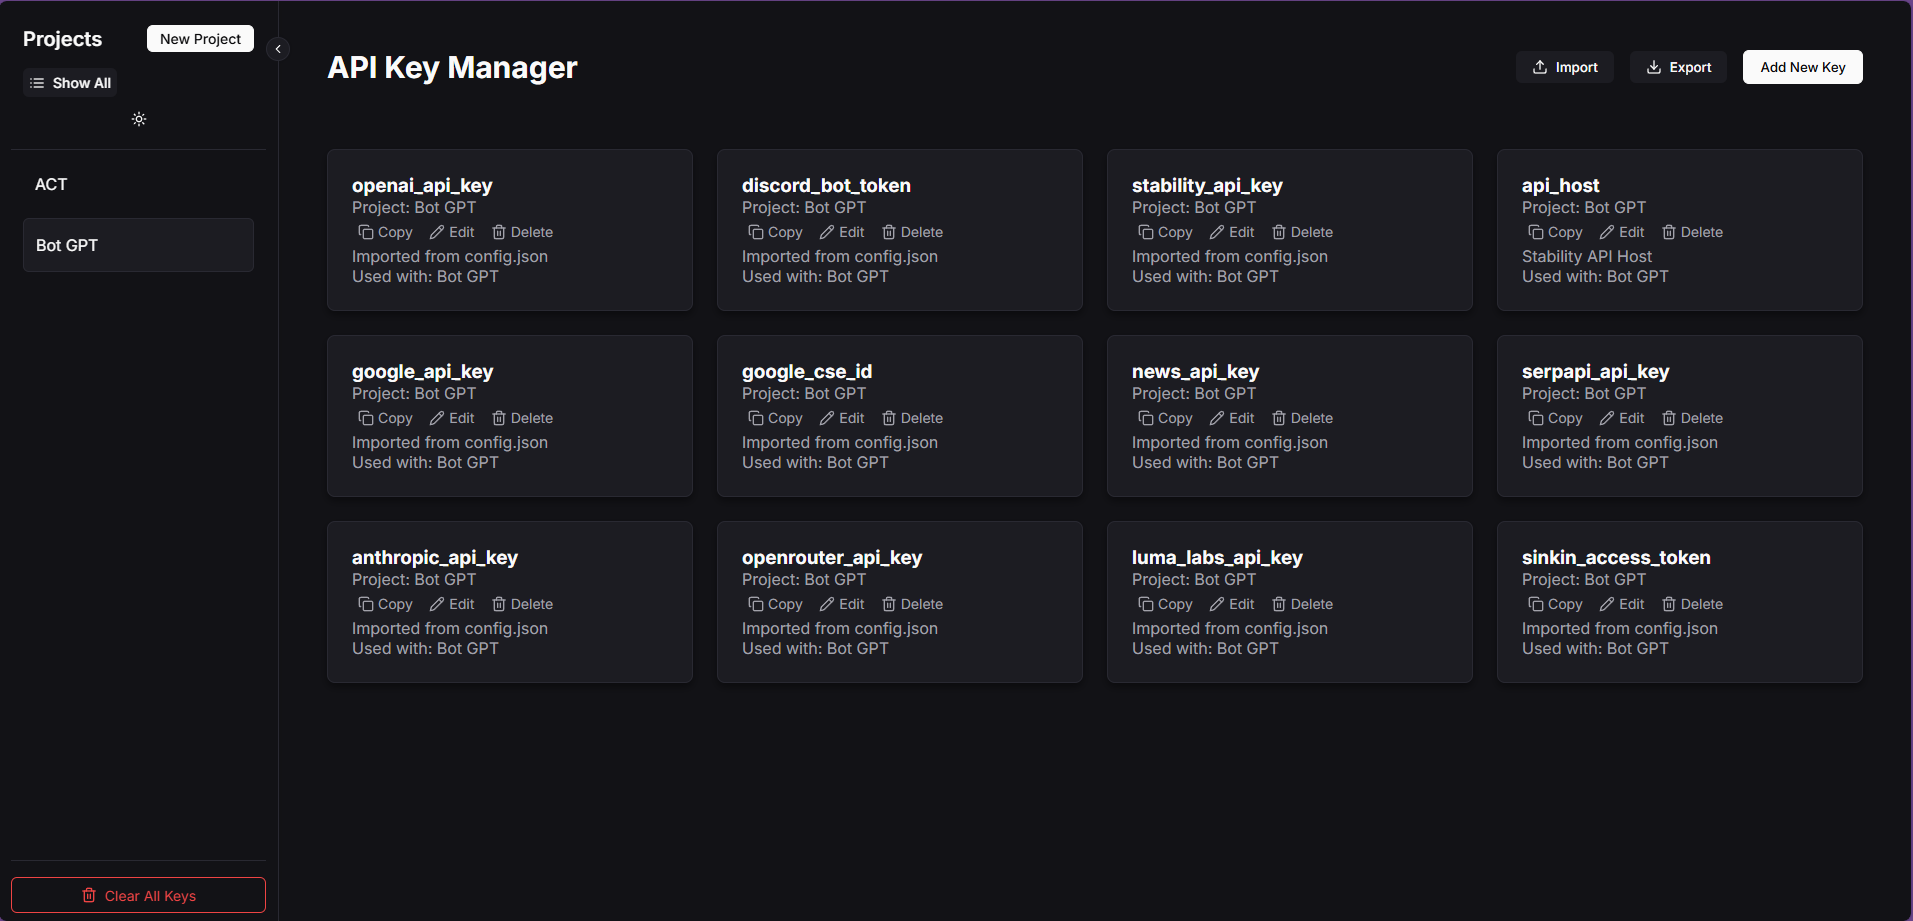 Projects
New Project
Show All
ACT
Bot GPT
Clear All Keys
API Key Manager
Import
Export
Add New Key
openai_api_key
Project: Bot GPT
Copy Edit Delete
Imported from config.json
Used with: Bot GPT
discord_bot_token
Project: Bot GPT
Copy Edit Delete
Imported from config.json
Used with: Bot GPT
stability_api_key
Project: Bot GPT
Copy Edit Delete
Imported from config.json
Used with: Bot GPT
api_host
Project: Bot GPT
Copy Edit Delete
Stability API Host
Used with: Bot GPT
google_api_key
Project: Bot GPT
Copy Edit Delete
Imported from config.json
Used with: Bot GPT
google_cse_id
Project: Bot GPT
Copy Edit Delete
Imported from config.json
Used with: Bot GPT
news_api_key
Project: Bot GPT
Copy Edit Delete
Imported from config.json
Used with: Bot GPT
serpapi_api_key
Project: Bot GPT
Copy Edit Delete
Imported from config.json
Used with: Bot GPT
anthropic_api_key
Project: Bot GPT
Copy Edit Delete
Imported from config.json
Used with: Bot GPT
openrouter_api_key
Project: Bot GPT
Copy Edit Delete
Imported from config.json
Used with: Bot GPT
luma_labs_api_key
Project: Bot GPT
Copy Edit Delete
Imported from config.json
Used with: Bot GPT
sinkin_access_token
Project: Bot GPT
Copy Edit Delete
Imported from config.json
Used with: Bot GPT